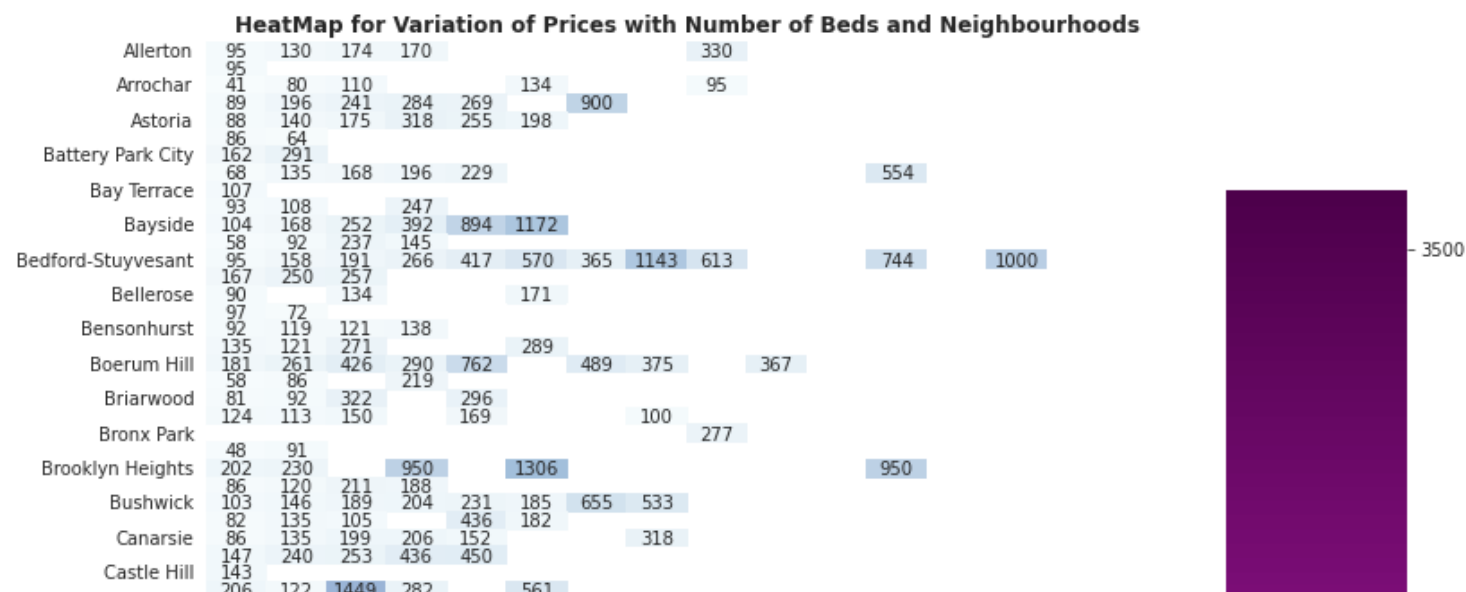 HeatMap for Variation of Prices with Number of Beds and Neighbourhoods
Allerton 95 130 174 170 330
95
Arrochar 41 80 110 134 95
89 196 241 284 269 900
Astoria 88 140 175 318 255 198
86 64
Battery Park City 162 291
68 135 168 196 229 554
Bay Terrace 107
93 108 247
Bayside 104 168 252 392 894 1172
58 92 237 145
Bedford-Stuyvesant 95 158 191 266 417 570 365 1143 613 744 1000 3500
167 250 257
Bellerose 90 134 171
97 72
Bensonhurst 92 119 121 138
135 121 271 289
Boerum Hill 181 261 426 290 762 489 375 367
58 86 219
Briarwood 81 92 322 296
124 113 150 169 100
Bronx Park 277
48 91
Brooklyn Heights 202 230 950 1306 950
86 120 211 188
Bushwick 103 146 189 204 231 185 655 533
82 135 105 436 182
Canarsie 86 135 199 206 152 318
147 240 253 436 450
Castle Hill 143
206 122 1449 282 561